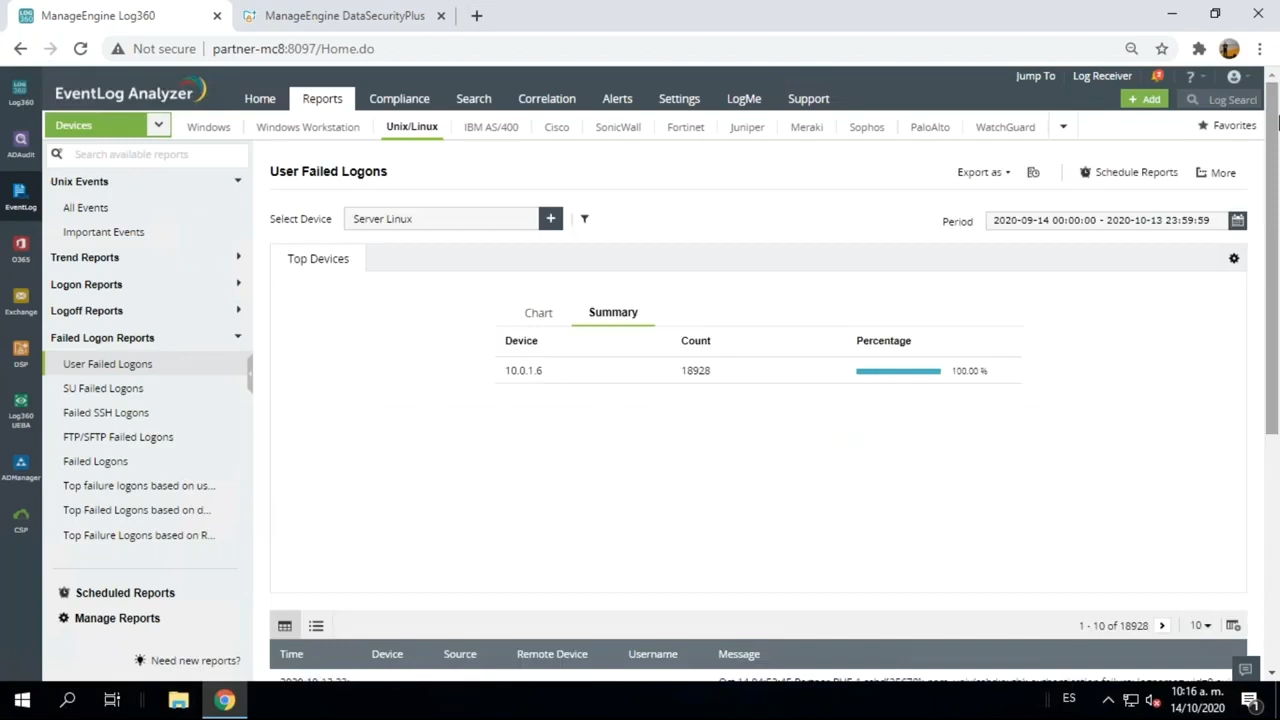 ManageEngine Log360
ManageEngine DataSecurityPlus
Not secure partner-mc8:8097/Home.do
Jump To Log Receiver
EventLog Analyzer
Home Reports Compliance Search Correlation Alerts Settings LogMe Support
+ Add Log Search
Devices Windows Windows Workstation Unix/Linux IBM AS/400 Cisco SonicWall Fortinet Juniper Meraki Sophos PaloAlto WatchGuard Favorites
LOG 360
Log360
ADAudit
EventLog
O365
Exchange
DSP
Log360 UEBA
ADManager
CSP
Search available reports
Unix Events
All Events
Important Events
Trend Reports
Logon Reports
Logoff Reports
Failed Logon Reports
User Failed Logons
SU Failed Logons
Failed SSH Logons
FTP/SFTP Failed Logons
Failed Logons
Top failure logons based on us...
Top Failed Logons based on d...
Top Failure Logons based on R...
Scheduled Reports
Manage Reports
Need new reports?
User Failed Logons
Export as Schedule Reports More
Select Device Server Linux +
Period 2020-09-14 00:00:00 - 2020-10-13 23:59:59
Top Devices
Chart Summary
Device Count Percentage
10.0.1.6 18928 100.00 %
1 - 10 of 18928 10
Time Device Source Remote Device Username Message
ES
10:16 a. m.
14/10/2020
1